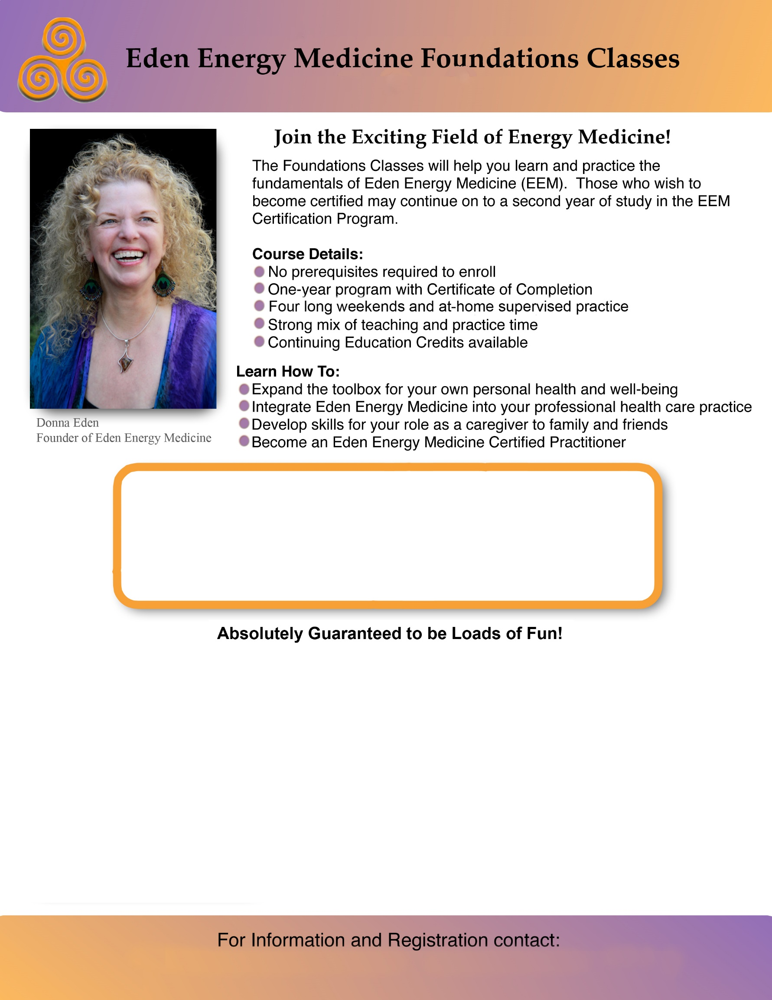 Eden Energy Medicine Foundations Classes
Join the Exciting Field of Energy Medicine!
The Foundations Classes will help you learn and practice the
fundamentals of Eden Energy Medicine (EEM).  Those who wish to
become certified may continue on to a second year of study in the EEM
Certification Program.
Course Details:
No prerequisites required to enroll
One-year program with Certificate of Completion
Four long weekends and at-home supervised practice
Strong mix of teaching and practice time
Continuing Education Credits available
Learn How To:
Expand the toolbox for your own personal health and well-being
Integrate Eden Energy Medicine into your professional health care practice
Develop skills for your role as a caregiver to family and friends
Become an Eden Energy Medicine Certified Practitioner
Donna Eden
Founder of Eden Energy Medicine
Absolutely Guaranteed to be Loads of Fun!
For Information and Registration contact: